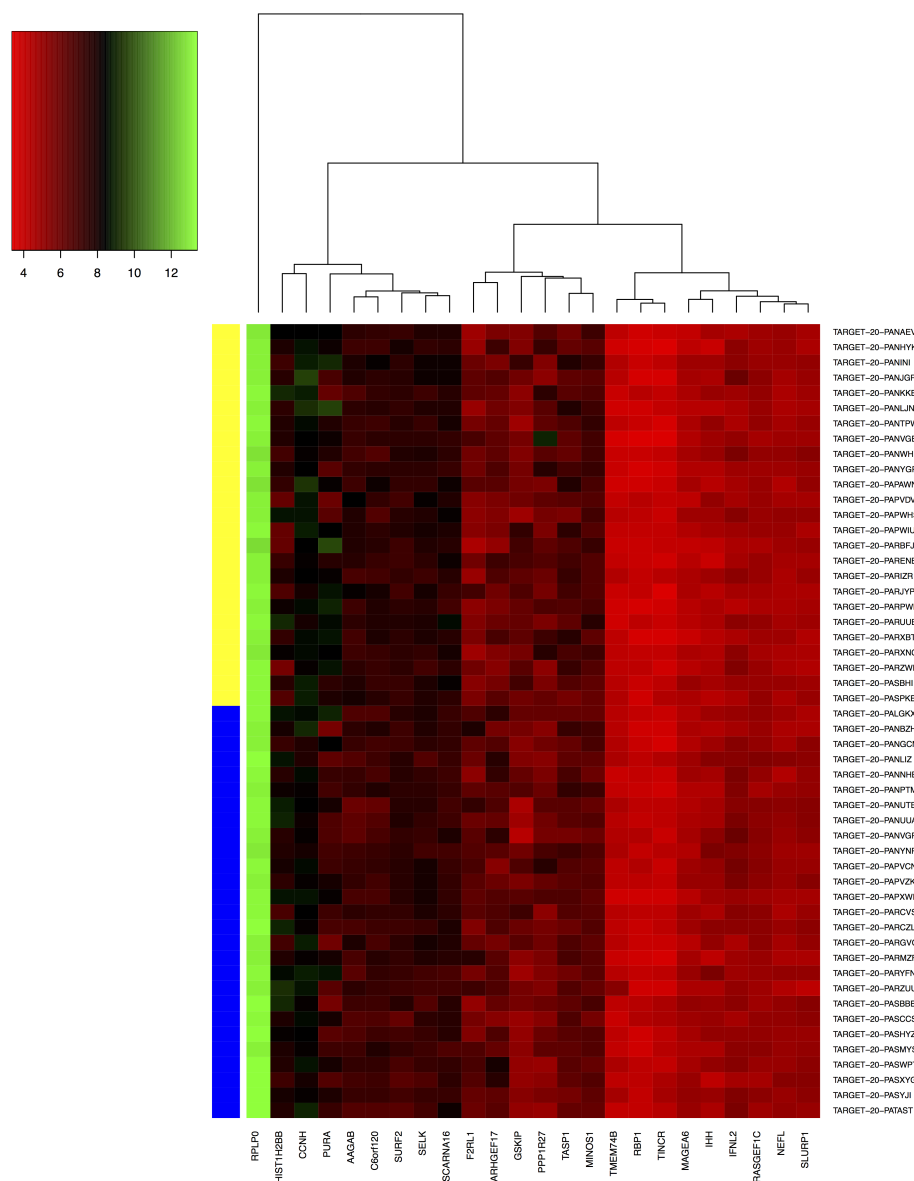 4 6 8 10 12
TARGET-20-PANAEV
TARGET-20-PANHYK
TARGET-20-PANINI
TARGET-20-PANJGF
TARGET-20-PANKKE
TARGET-20-PANLJN
TARGET-20-PANTPW
TARGET-20-PANVGE
TARGET-20-PANWH
TARGET-20-PANYGF
TARGET-20-PAPAWN
TARGET-20-PAPVDV
TARGET-20-PAPWH
TARGET-20-PAPWIU
TARGET-20-PARBFJ
TARGET-20-PARENE
TARGET-20-PARIZR
TARGET-20-PARJYP
TARGET-20-PARPW
TARGET-20-PARUUE
TARGET-20-PARXBT
TARGET-20-PARXNC
TARGET-20-PARZW
TARGET-20-PASBHI
TARGET-20-PASPKE
TARGET-20-PALGKX
TARGET-20-PANBZH
TARGET-20-PANGCM
TARGET-20-PANLIZ
TARGET-20-PANNHE
TARGET-20-PANPTM
TARGET-20-PANUTE
TARGET-20-PANUUA
TARGET-20-PANVGF
TARGET-20-PANYNF
TARGET-20-PAPVCN
TARGET-20-PAPVZK
TARGET-20-PAPXW
TARGET-20-PARCVS
TARGET-20-PARCZL
TARGET-20-PARGVC
TARGET-20-PARMZF
TARGET-20-PARYFN
TARGET-20-PARZUU
TARGET-20-PASBBE
TARGET-20-PASCCS
TARGET-20-PASHYZ
TARGET-20-PASMYS
TARGET-20-PASWPT
TARGET-20-PASXYG
TARGET-20-PASYJI
TARGET-20-PATAST
RPLP0
HIST1H2BB
CCNH
PURA
AAGAB
C6orf120
SURF2
SELK
SCARNA16
F2RL1
ARHGEF17
GSKIP
PPP1R27
TASP1
MINOS1
TMEM74B
RBP1
TINCR
MAGEA6
IHH
IFNL2
RASGEF1C
NEFL
SLURP1